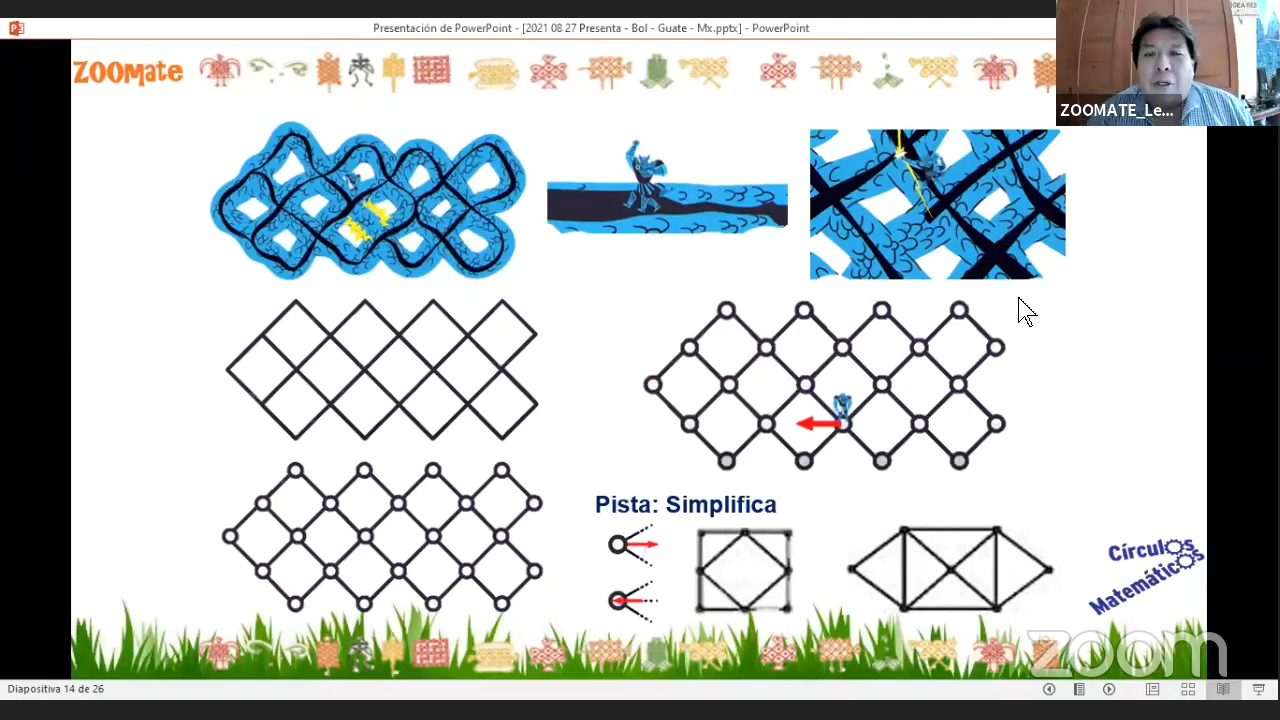 Presentación de PowerPoint - [2021 08 27 Presenta - Bol - Guate - Mx.pptx] - PowerPoint
ZOOMate
ZOOMATE_Le...
Pista: Simplifica
Círculos
Matemáticos
zoom
Diapositiva 14 de 26